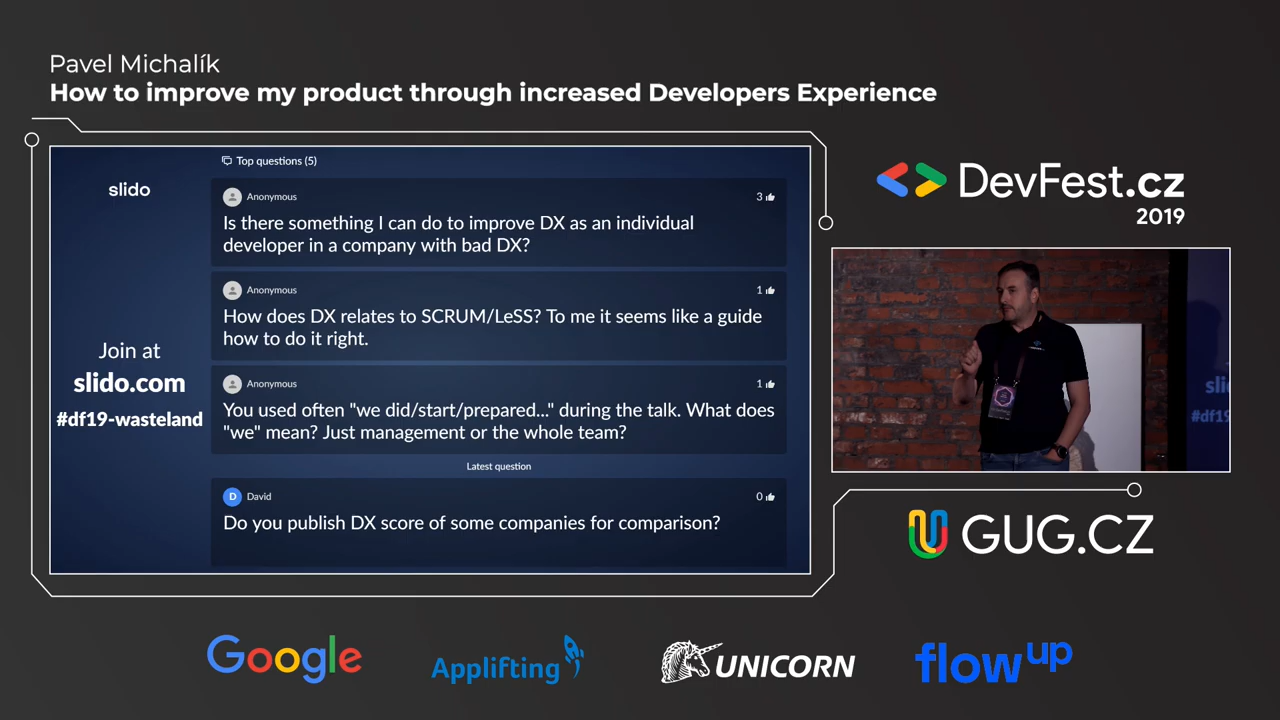 Pavel Michalík
How to improve my product through increased Developers Experience
slido
Join at
slido.com
#df19-wasteland
Top questions (5)
Anonymous
3
Is there something I can do to improve DX as an individual
developer in a company with bad DX?
Anonymous
1
How does DX relates to SCRUM/LeSS? To me it seems like a guide
how to do it right.
Anonymous
1
You used often "we did/start/prepared..." during the talk. What does
"we" mean? Just management or the whole team?
Latest question
D David
0
Do you publish DX score of some companies for comparison?
DevFest.cz
2019
sli
#df19
GUG.CZ
Google
Applifting
UNICORN
flowup